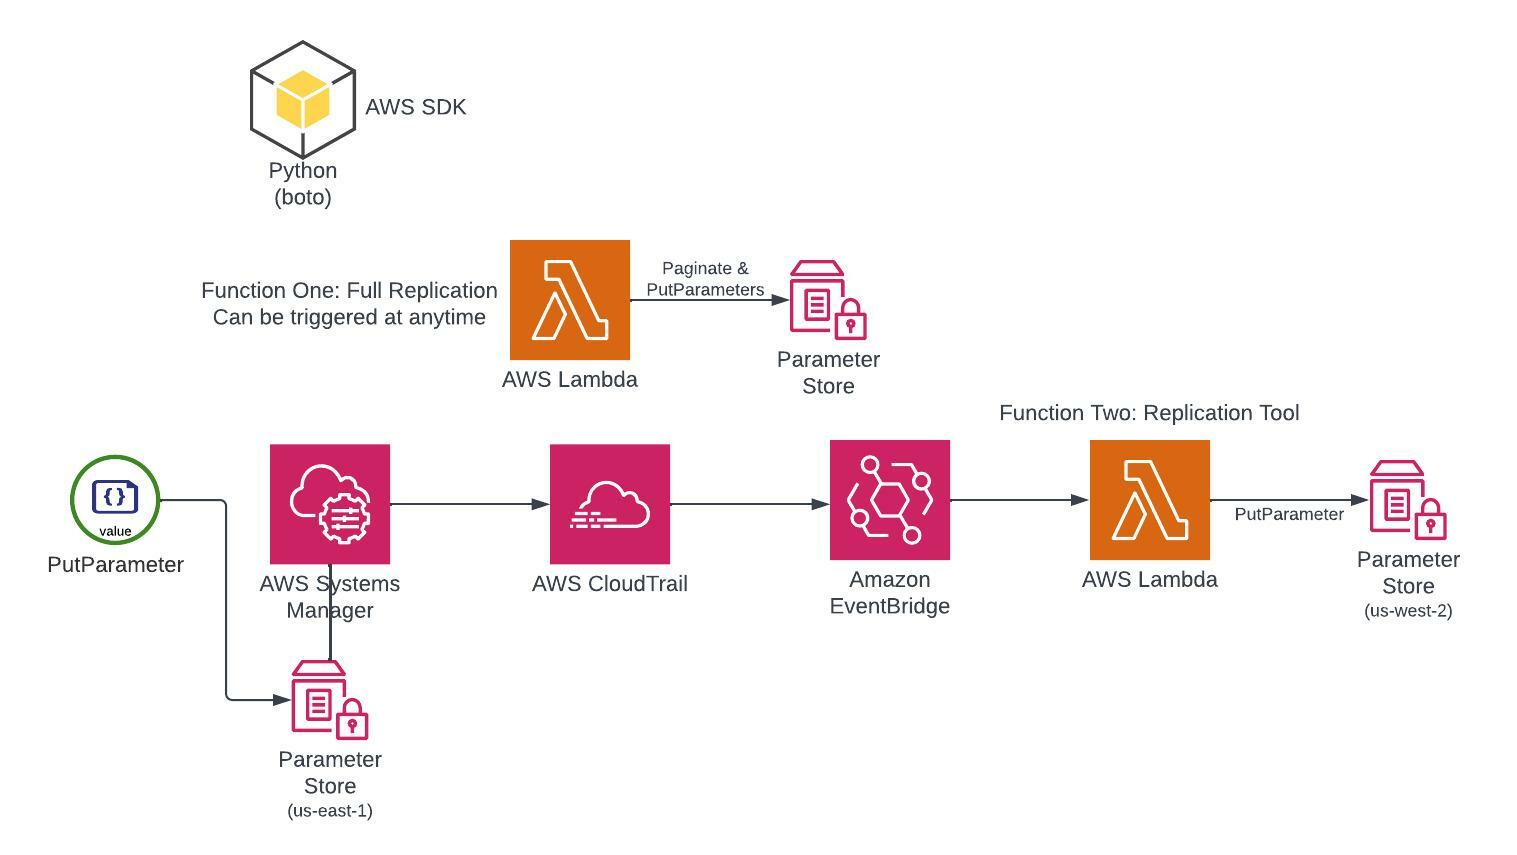 AWS SDK
Python
(boto)
Function One: Full Replication
Can be triggered at anytime
Paginate &
PutParameters
AWS Lambda
Parameter
Store
Function Two: Replication Tool
{ }
value
PutParameter
AWS Systems
Manager
AWS CloudTrail
Amazon
EventBridge
AWS Lambda
PutParameter
Parameter
Store
(us-west-2)
Parameter
Store
(us-east-1)